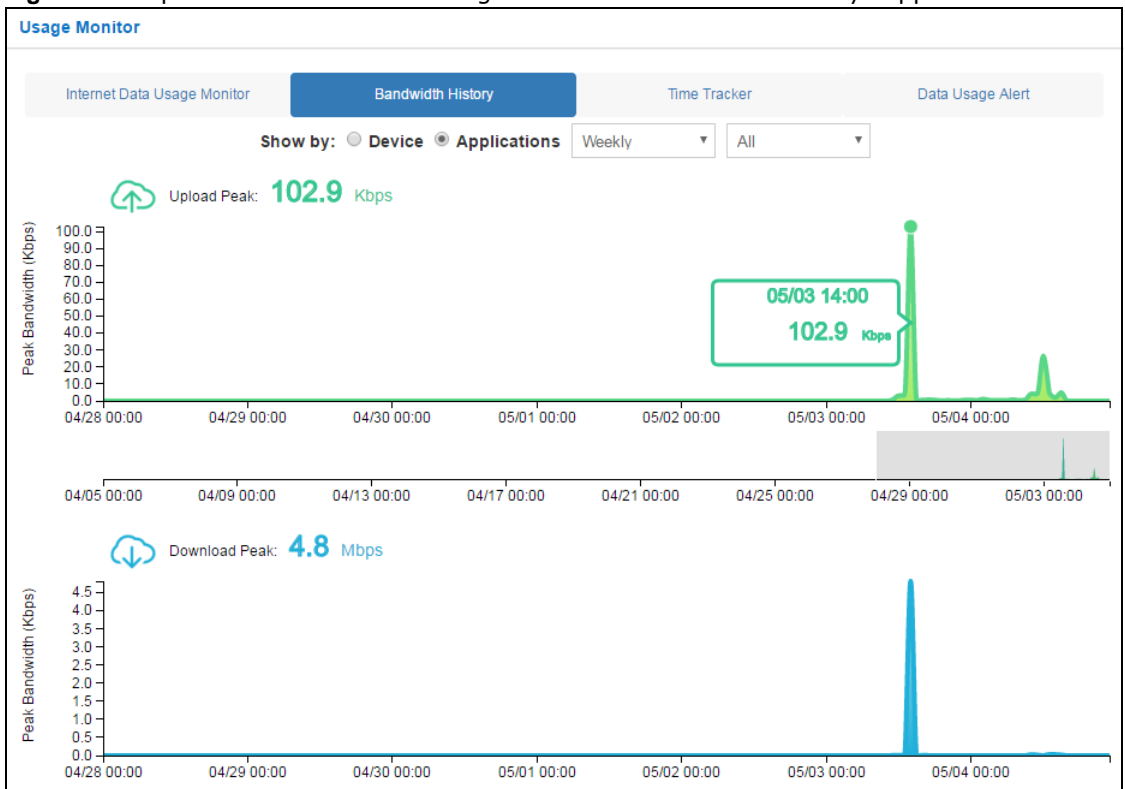 Usage Monitor
Internet Data Usage Monitor Bandwidth History Time Tracker Data Usage Alert
Show by: Device Applications Weekly All
Upload Peak: 102.9 Kbps
Peak Bandwidth (Kbps)
100.0
90.0
80.0
70.0
60.0
50.0
40.0
30.0
20.0
10.0
0.0
05/03 14:00
102.9 Kbps
04/28 00:00 04/29 00:00 04/30 00:00 05/01 00:00 05/02 00:00 05/03 00:00 05/04 00:00
04/05 00:00 04/09 00:00 04/13 00:00 04/17 00:00 04/21 00:00 04/25 00:00 04/29 00:00 05/03 00:00
Download Peak: 4.8 Mbps
Peak Bandwidth (Kbps)
4.5
4.0
3.5
3.0
2.5
2.0
1.5
1.0
0.5
0.0
04/28 00:00 04/29 00:00 04/30 00:00 05/01 00:00 05/02 00:00 05/03 00:00 05/04 00:00